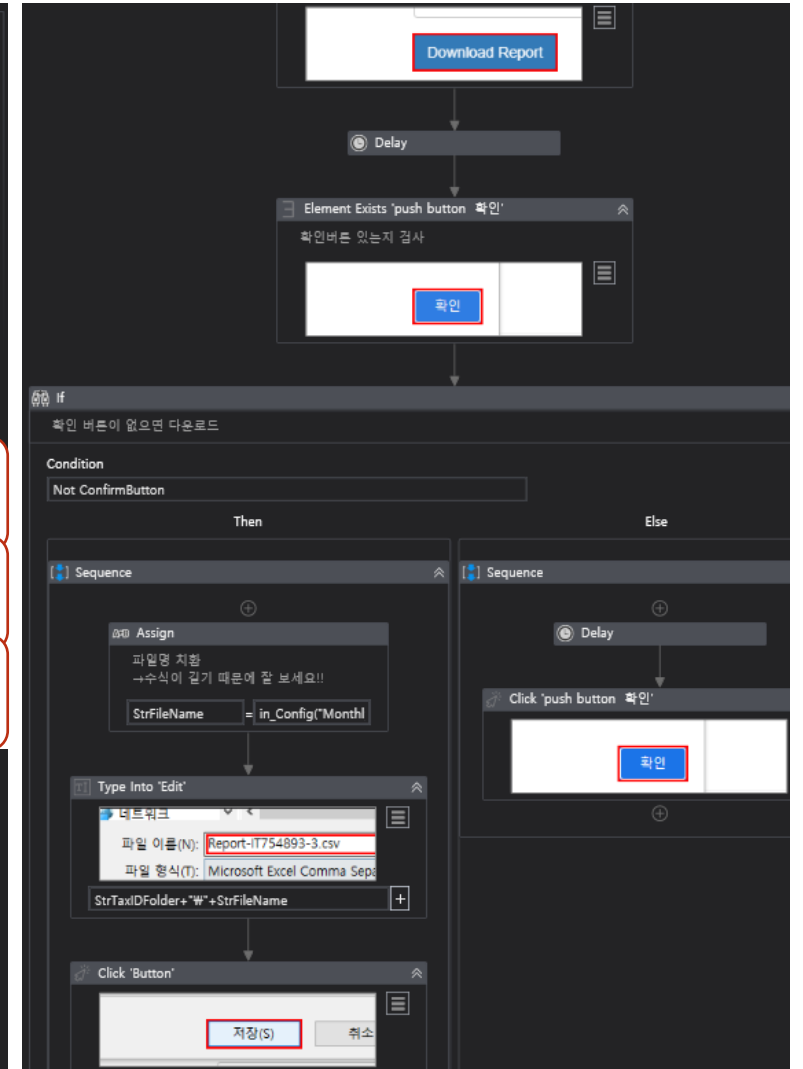 Download Report
Delay
Element Exists 'push button 확인'
확인버튼 있는지 검사
확인
If
확인 버튼이 없으면 다운로드
Condition
Not ConfirmButton
Then
Else
Sequence
Assign
파일명 치환
→수식이 길기 때문에 잘 보세요!!
StrFileName = in_Config("Monthl
Type Into 'Edit'
네트워크
파일 이름(N): Report-IT754893-3.csv
파일 형식(T): Microsoft Excel Comma Sepa
StrTaxIDFolder+"₩"+StrFileName
Click 'Button'
저장(S) 취소
Sequence
Delay
Click 'push button 확인'
확인